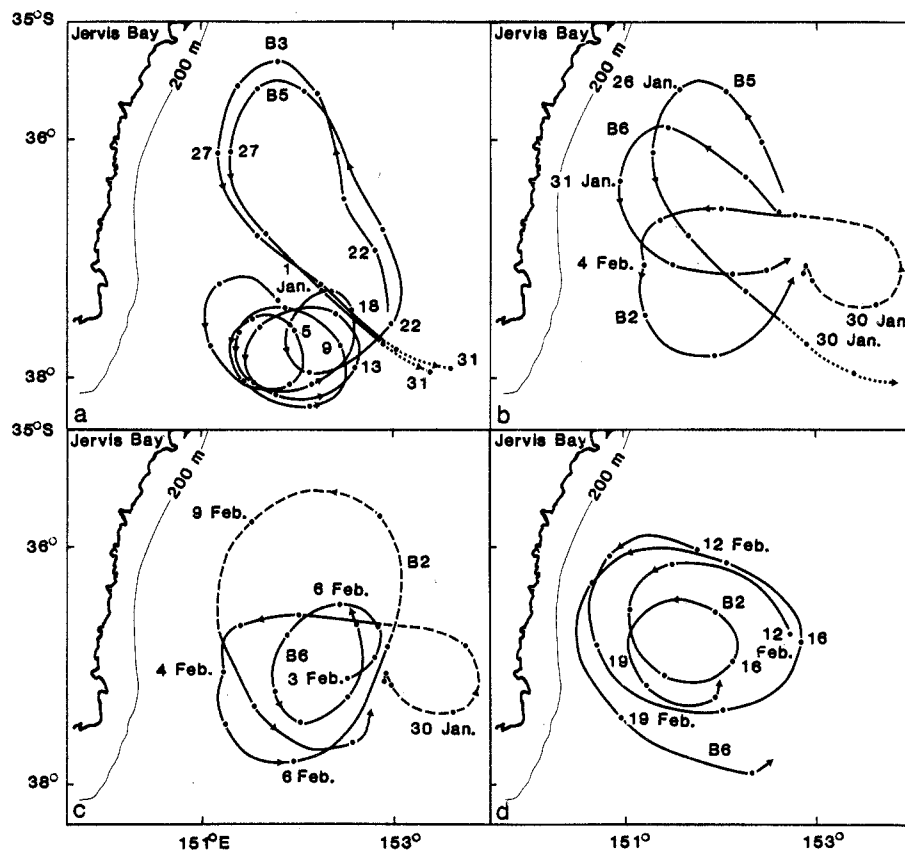 35°S
Jervis Bay
200 m
B3
B5
36°
27
27
22
1
Jan.
18
22
5
9
13
31
31
38°
a
Jervis Bay
200 m
26 Jan.
B5
B6
31 Jan.
4 Feb.
B2
30 Jan.
30 Jan.
b
35°S
Jervis Bay
200 m
9 Feb.
36°
B2
6 Feb.
B6
4 Feb.
3 Feb.
30 Jan.
6 Feb.
38°
c
151°E
153°
Jervis Bay
200 m
12 Feb.
B2
12
Feb.
16
16
19
19 Feb.
B6
d
151°
153°